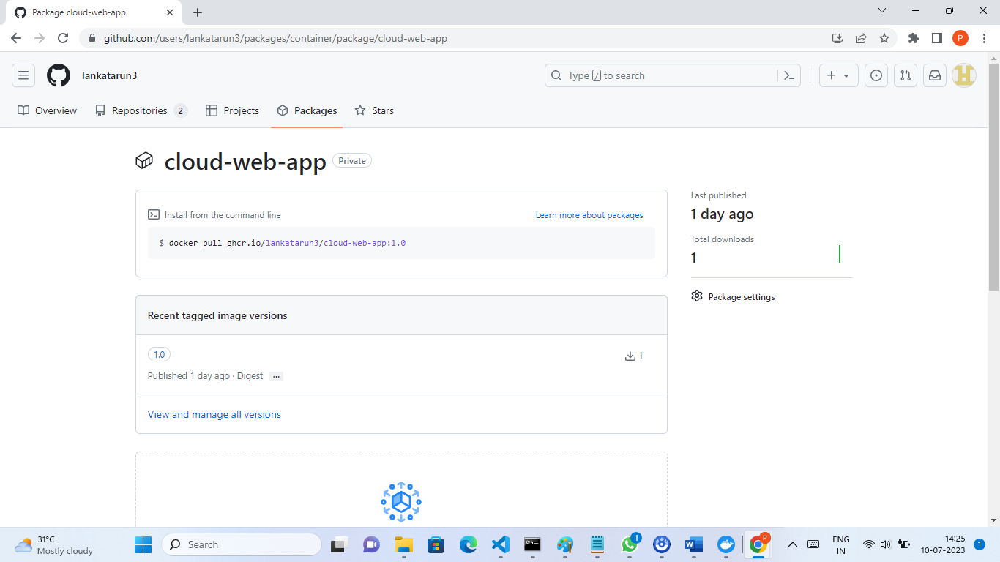 Package cloud-web-app
github.com/users/lankatarun3/packages/container/package/cloud-web-app
P
lankatarun3
Type / to search
Overview
Repositories 2
Projects
Packages
Stars
cloud-web-app Private
Install from the command line
Learn more about packages
$ docker pull ghcr.io/lankatarun3/cloud-web-app:1.0
Last published
1 day ago
Total downloads
1
Package settings
Recent tagged image versions
1.0
1
Published 1 day ago · Digest ...
View and manage all versions
31°C
Mostly cloudy
Search
1
P
ENG
IN
14:25
10-07-2023
1